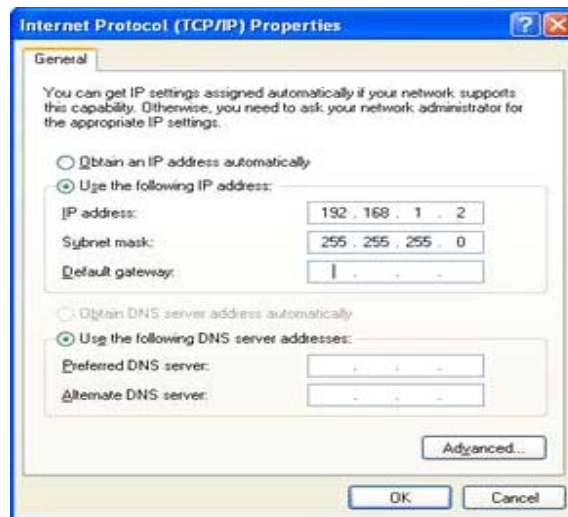 Internet Protocol (TCP/IP) Properties
General
You can get IP settings assigned automatically if your network supports
this capability. Otherwise, you need to ask your network administrator for
the appropriate IP settings.
Obtain an IP address automatically
Use the following IP address:
IP address: 192 . 168 . 1 . 2
Subnet mask: 255 . 255 . 255 . 0
Default gateway: . . .
Obtain DNS server address automatically
Use the following DNS server addresses:
Preferred DNS server: . . .
Alternate DNS server: . . .
Advanced...
OK Cancel